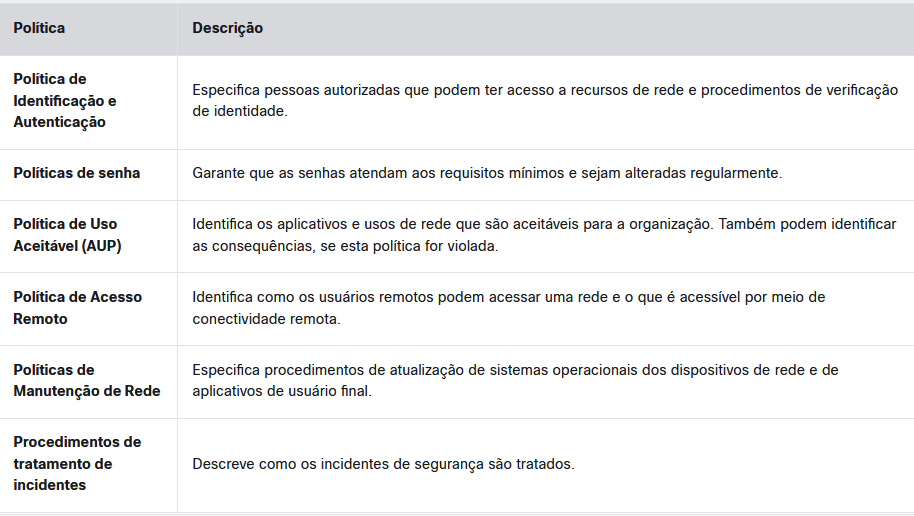 Política
Descrição
Política de
Identificação e
Autenticação
Especifica pessoas autorizadas que podem ter acesso a recursos de rede e procedimentos de verificação
de identidade.
Políticas de senha
Garante que as senhas atendam aos requisitos mínimos e sejam alteradas regularmente.
Política de Uso
Aceitável (AUP)
Identifica os aplicativos e usos de rede que são aceitáveis para a organização. Também podem identificar
as consequências, se esta política for violada.
Política de Acesso
Remoto
Identifica como os usuários remotos podem acessar uma rede e o que é acessível por meio de
conectividade remota.
Políticas de
Manutenção de Rede
Especifica procedimentos de atualização de sistemas operacionais dos dispositivos de rede e de
aplicativos de usuário final.
Procedimentos de
tratamento de
incidentes
Descreve como os incidentes de segurança são tratados.